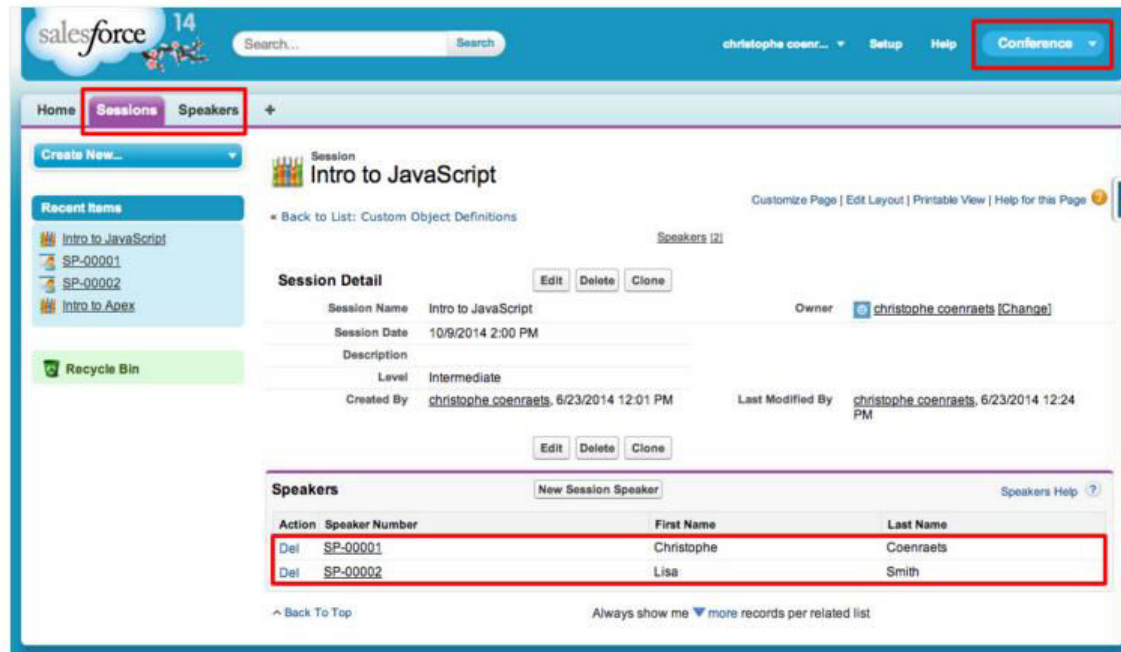 salesforce 14
Search... Search christophe coenr... Setup Help Conference
Home Sessions Speakers +
Create New...
Recent Items
Intro to JavaScript
SP-00001
SP-00002
Intro to Apex
Recycle Bin
Session
Intro to JavaScript
Customize Page | Edit Layout | Printable View | Help for this Page ?
« Back to List: Custom Object Definitions
Speakers [2]
Session Detail Edit Delete Clone
Session Name Intro to JavaScript Owner christophe coenraets [Change]
Session Date 10/9/2014 2:00 PM
Description
Level Intermediate
Created By christophe coenraets, 6/23/2014 12:01 PM Last Modified By christophe coenraets, 6/23/2014 12:24
PM
Edit Delete Clone
Speakers New Session Speaker Speakers Help ?
Action Speaker Number First Name Last Name
Del SP-00001 Christophe Coenraets
Del SP-00002 Lisa Smith
^ Back To Top Always show me ▼ more records per related list